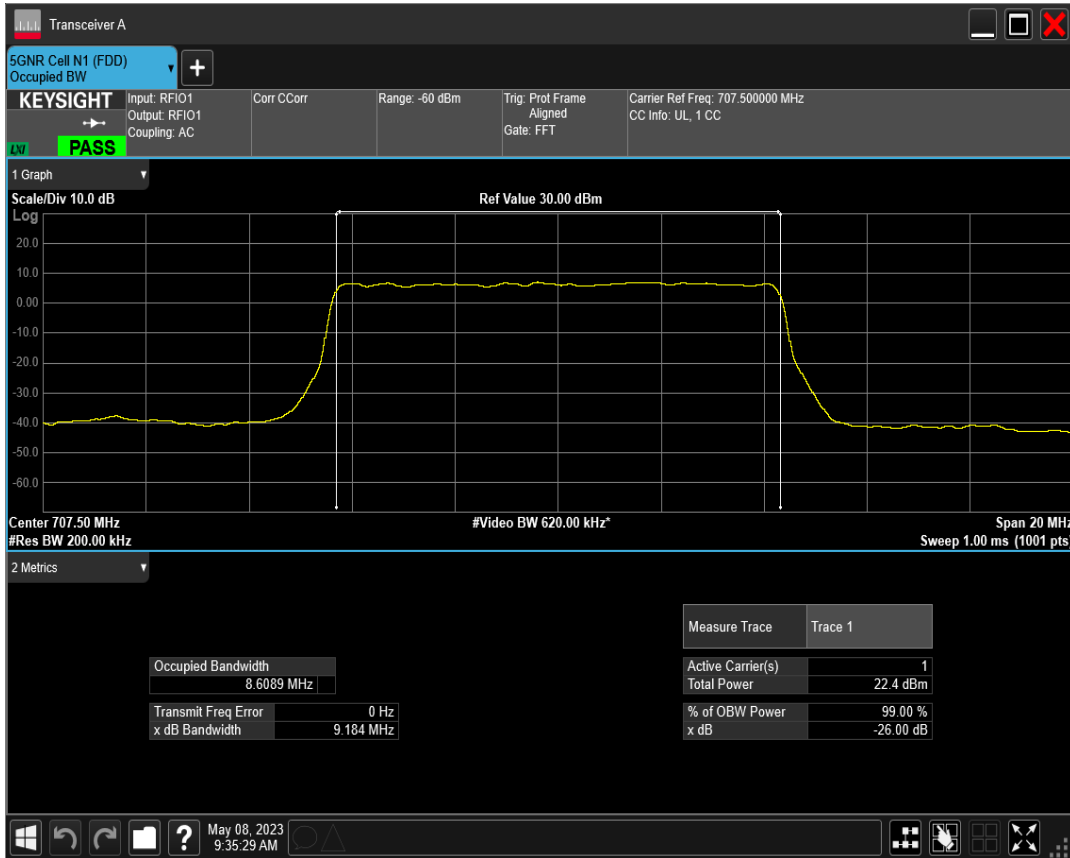 Transceiver A
5GNR Cell N1 (FDD)
Occupied BW
+
KEYSIGHT
LXI
PASS
Input: RFIO1
Output: RFIO1
Coupling: AC
Corr CCorr
Range: -60 dBm
Trig: Prot Frame
Aligned
Gate: FFT
Carrier Ref Freq: 707.500000 MHz
CC Info: UL, 1 CC
1 Graph
Scale/Div 10.0 dB
Ref Value 30.00 dBm
Log
20.0
10.0
0.00
-10.0
-20.0
-30.0
-40.0
-50.0
-60.0
Center 707.50 MHz
#Video BW 620.00 kHz*
Span 20 MHz
#Res BW 200.00 kHz
Sweep 1.00 ms (1001 pts)
2 Metrics
Measure Trace Trace 1
Occupied Bandwidth
8.6089 MHz
Active Carrier(s) 1
Total Power 22.4 dBm
Transmit Freq Error 0 Hz
x dB Bandwidth 9.184 MHz
% of OBW Power 99.00 %
x dB -26.00 dB
?
May 08, 2023
9:35:29 AM